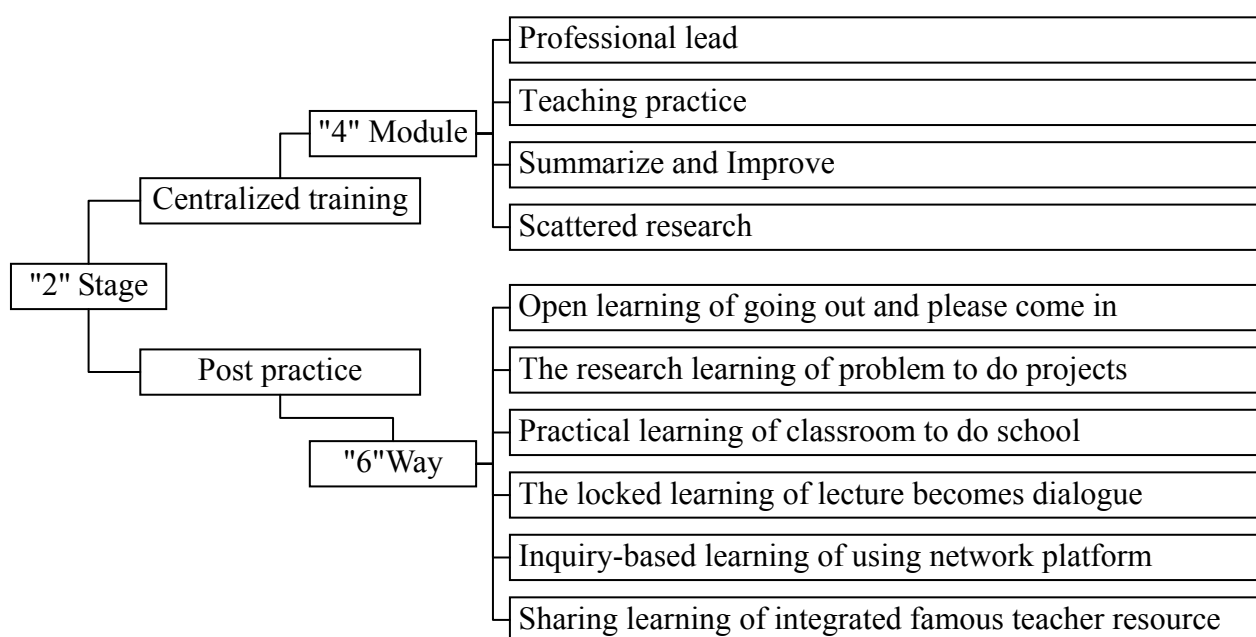 Professional lead
Teaching practice
"4" Module
Summarize and Improve
Centralized training
Scattered research
"2" Stage
Open learning of going out and please come in
Post practice
The research learning of problem to do projects
Practical learning of classroom to do school
"6"Way
The locked learning of lecture becomes dialogue
Inquiry-based learning of using network platform
Sharing learning of integrated famous teacher resource